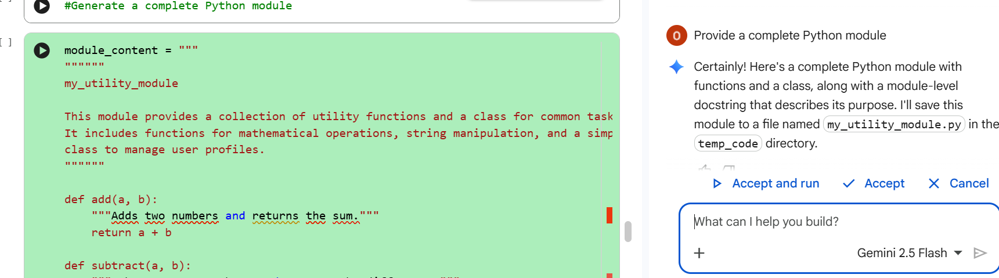 [ ]
#Generate a complete Python module
[ ]
module_content = """
""""""
my_utility_module
This module provides a collection of utility functions and a class for common task
It includes functions for mathematical operations, string manipulation, and a simp
class to manage user profiles.
""""""
def add(a, b):
"""Adds two numbers and returns the sum."""
return a + b
def subtract(a, b):
O
Provide a complete Python module
Certainly! Here's a complete Python module with
functions and a class, along with a module-level
docstring that describes its purpose. I'll save this
module to a file named my_utility_module.py in the
temp_code directory.
Accept and run Accept Cancel
What can I help you build?
Gemini 2.5 Flash